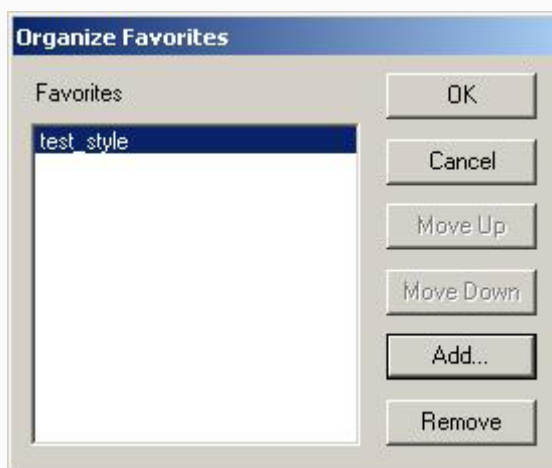 Organize Favorites
Favorites
OK
test_style
Cancel
Move Up
Move Down
Add...
Remove